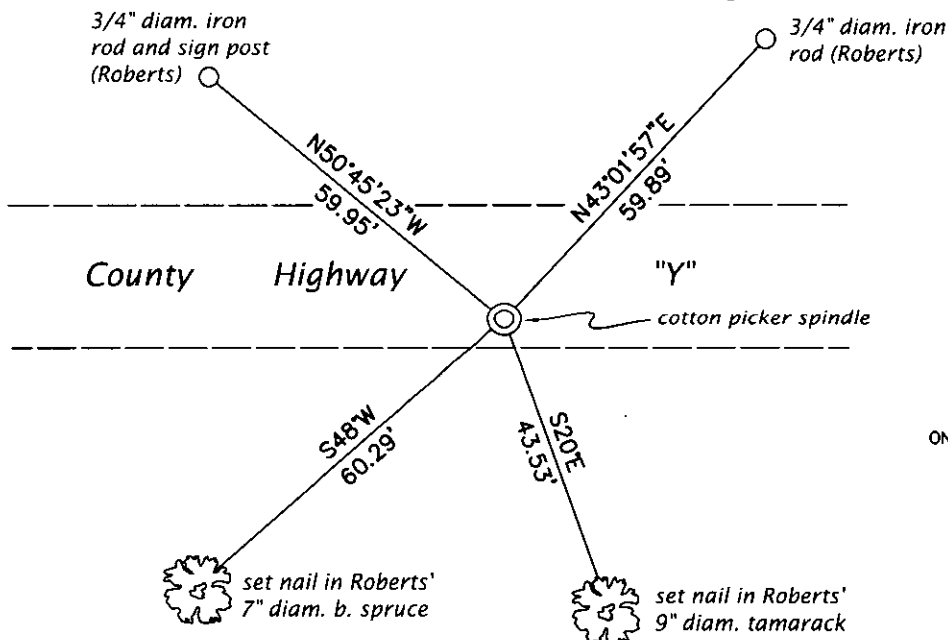 3/4" diam. iron
rod and sign post
(Roberts)
3/4" diam. iron
rod (Roberts)
N50°45'23"W
59.95'
N43°01'57"E
59.89'
County Highway "Y"
cotton picker spindle
S48°W
60.29'
S20°E
43.53'
ON
set nail in Roberts'
7" diam. b. spruce
set nail in Roberts'
9" diam. tamarack